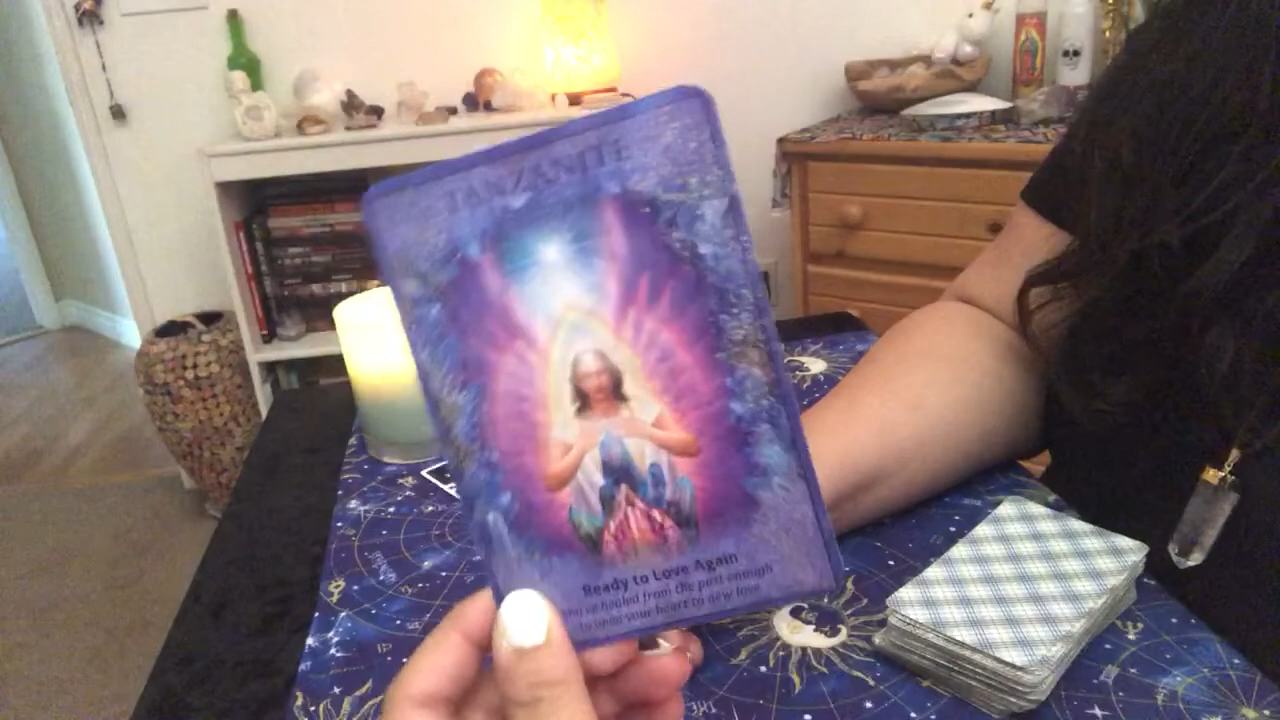 TANZANITE
Ready to Love Again
You've healed from the past enough
to open your heart to new love